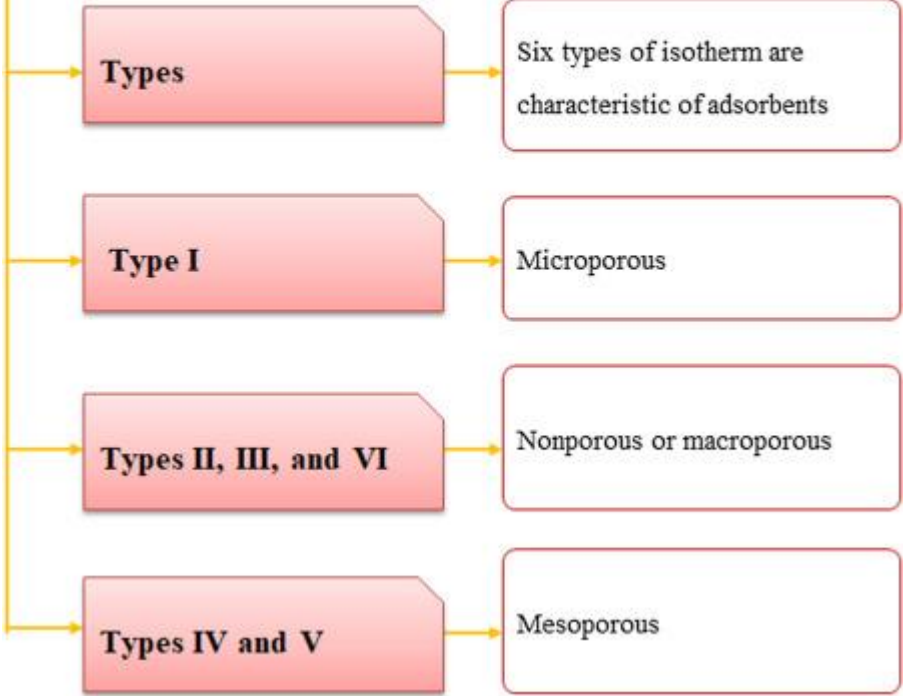 Types
Six types of isotherm are
characteristic of adsorbents
Type I
Microporous
Types II, III, and VI
Nonporous or macroporous
Types IV and V
Mesoporous